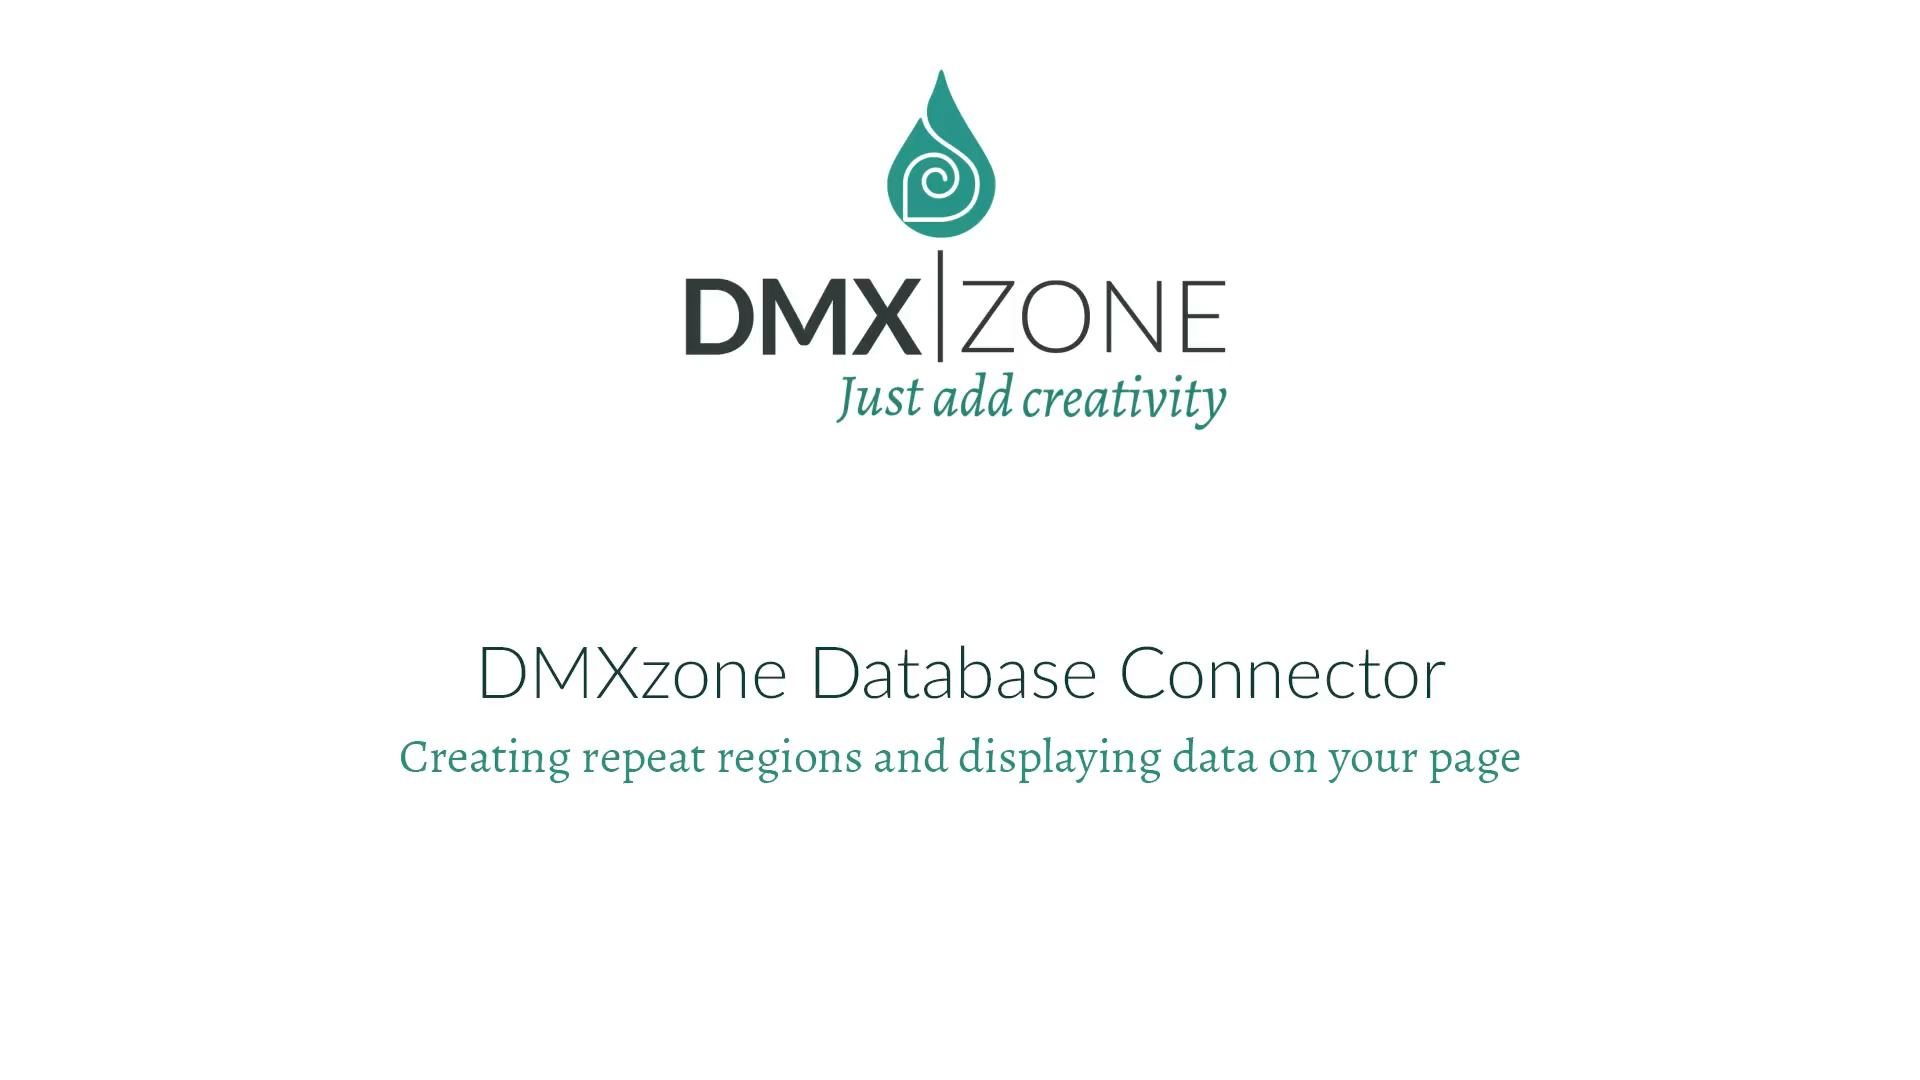 DMX|ZONE
Just add creativity
DMXzone Database Connector
Creating repeat regions and displaying data on your page